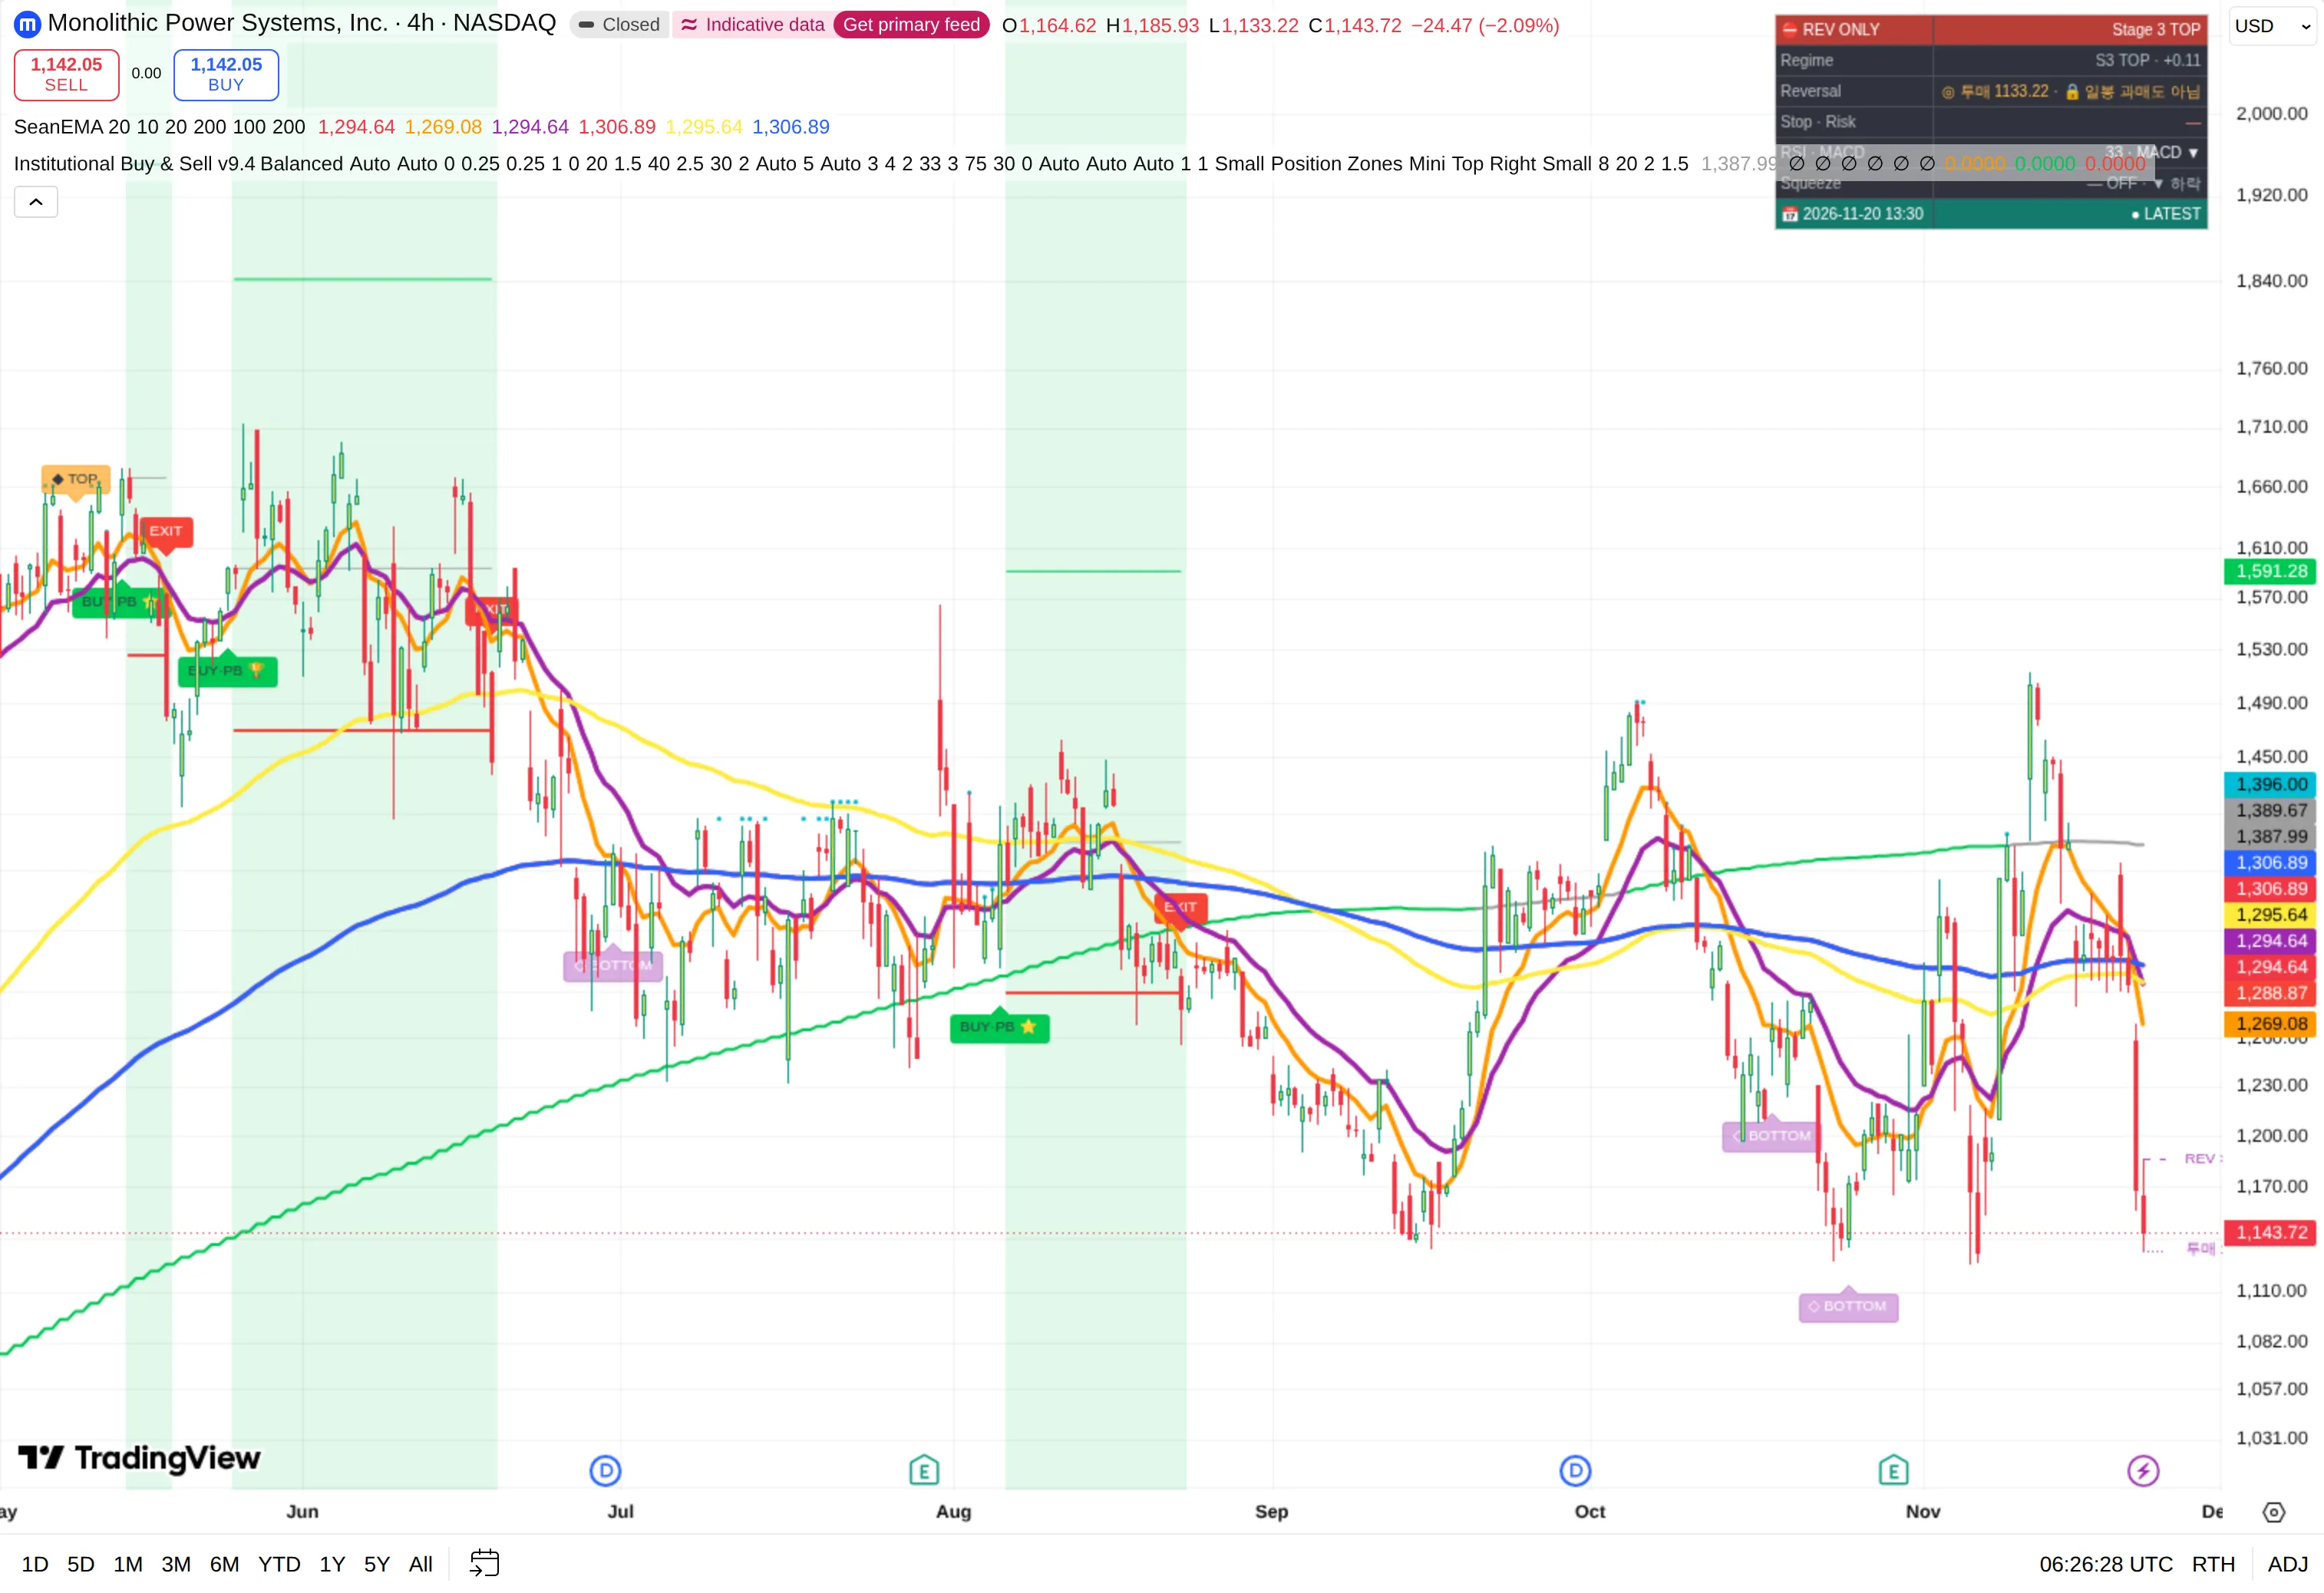 Monolithic Power Systems, Inc. · 4h · NASDAQ Closed Indicative data Get primary feed O1,164.62 H1,185.93 L1,133.22 C1,143.72 −24.47 (−2.09%)
1,142.05
SELL
0.00
1,142.05
BUY
SeanEMA 20 10 20 200 100 200 1,294.64 1,269.08 1,294.64 1,306.89 1,295.64 1,306.89
Institutional Buy & Sell v9.4 Balanced Auto Auto 0 0.25 0.25 1 0 20 1.5 40 2.5 30 2 Auto 5 Auto 3 4 2 33 3 75 30 0 Auto Auto Auto 1 1 Small Position Zones Mini Top Right Small 8 20 2 1.5 1,387.99 ∅ ∅ ∅ ∅ ∅ ∅ 0.0000 0.0000 0.0000
⛔ REV ONLY Stage 3 TOP
Regime S3 TOP · +0.11
Reversal ◎ 투매 1133.22 · 🔒 일봉 과매도 아님
Stop · Risk —
RSI · MACD 33 · MACD ▼
Squeeze — OFF · ▼ 하락
📅 2026-11-20 13:30 ● LATEST
USD
2,000.00
1,920.00
1,840.00
1,760.00
1,710.00
1,660.00
1,610.00
1,591.28
1,570.00
1,530.00
1,490.00
1,450.00
1,396.00
1,389.67
1,387.99
1,306.89
1,306.89
1,295.64
1,294.64
1,294.64
1,288.87
1,269.08
1,230.00
1,200.00
1,170.00
1,143.72
1,110.00
1,082.00
1,057.00
1,031.00
◆ TOP
EXIT
BUY-PB ⭐
BUY-PB 🏆
EXIT
◇ BOTTOM
BUY-PB ⭐
EXIT
◇ BOTTOM
◇ BOTTOM
REV
투매
TradingView
D
E
D
E
Jun
Jul
Aug
Sep
Oct
Nov
1D 5D 1M 3M 6M YTD 1Y 5Y All
06:26:28 UTC RTH ADJ